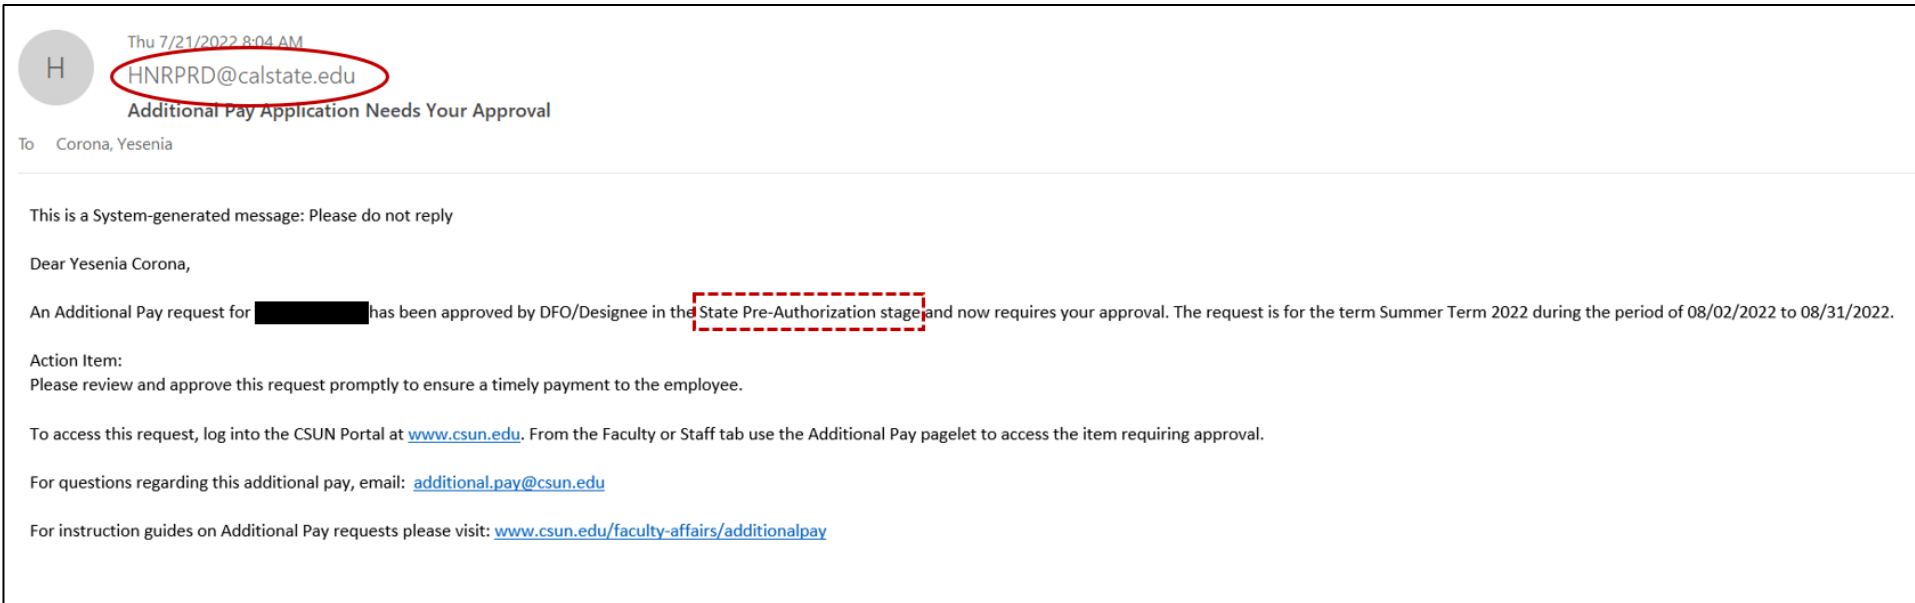 Thu 7/21/2022 8:04 AM
H
HNRPRD@calstate.edu
Additional Pay Application Needs Your Approval
To Corona, Yesenia
This is a System-generated message: Please do not reply
Dear Yesenia Corona,
An Additional Pay request for has been approved by DFO/Designee in the State Pre-Authorization stage and now requires your approval. The request is for the term Summer Term 2022 during the period of 08/02/2022 to 08/31/2022.
Action Item:
Please review and approve this request promptly to ensure a timely payment to the employee.
To access this request, log into the CSUN Portal at www.csun.edu. From the Faculty or Staff tab use the Additional Pay pagelet to access the item requiring approval.
For questions regarding this additional pay, email: additional.pay@csun.edu
For instruction guides on Additional Pay requests please visit: www.csun.edu/faculty-affairs/additionalpay